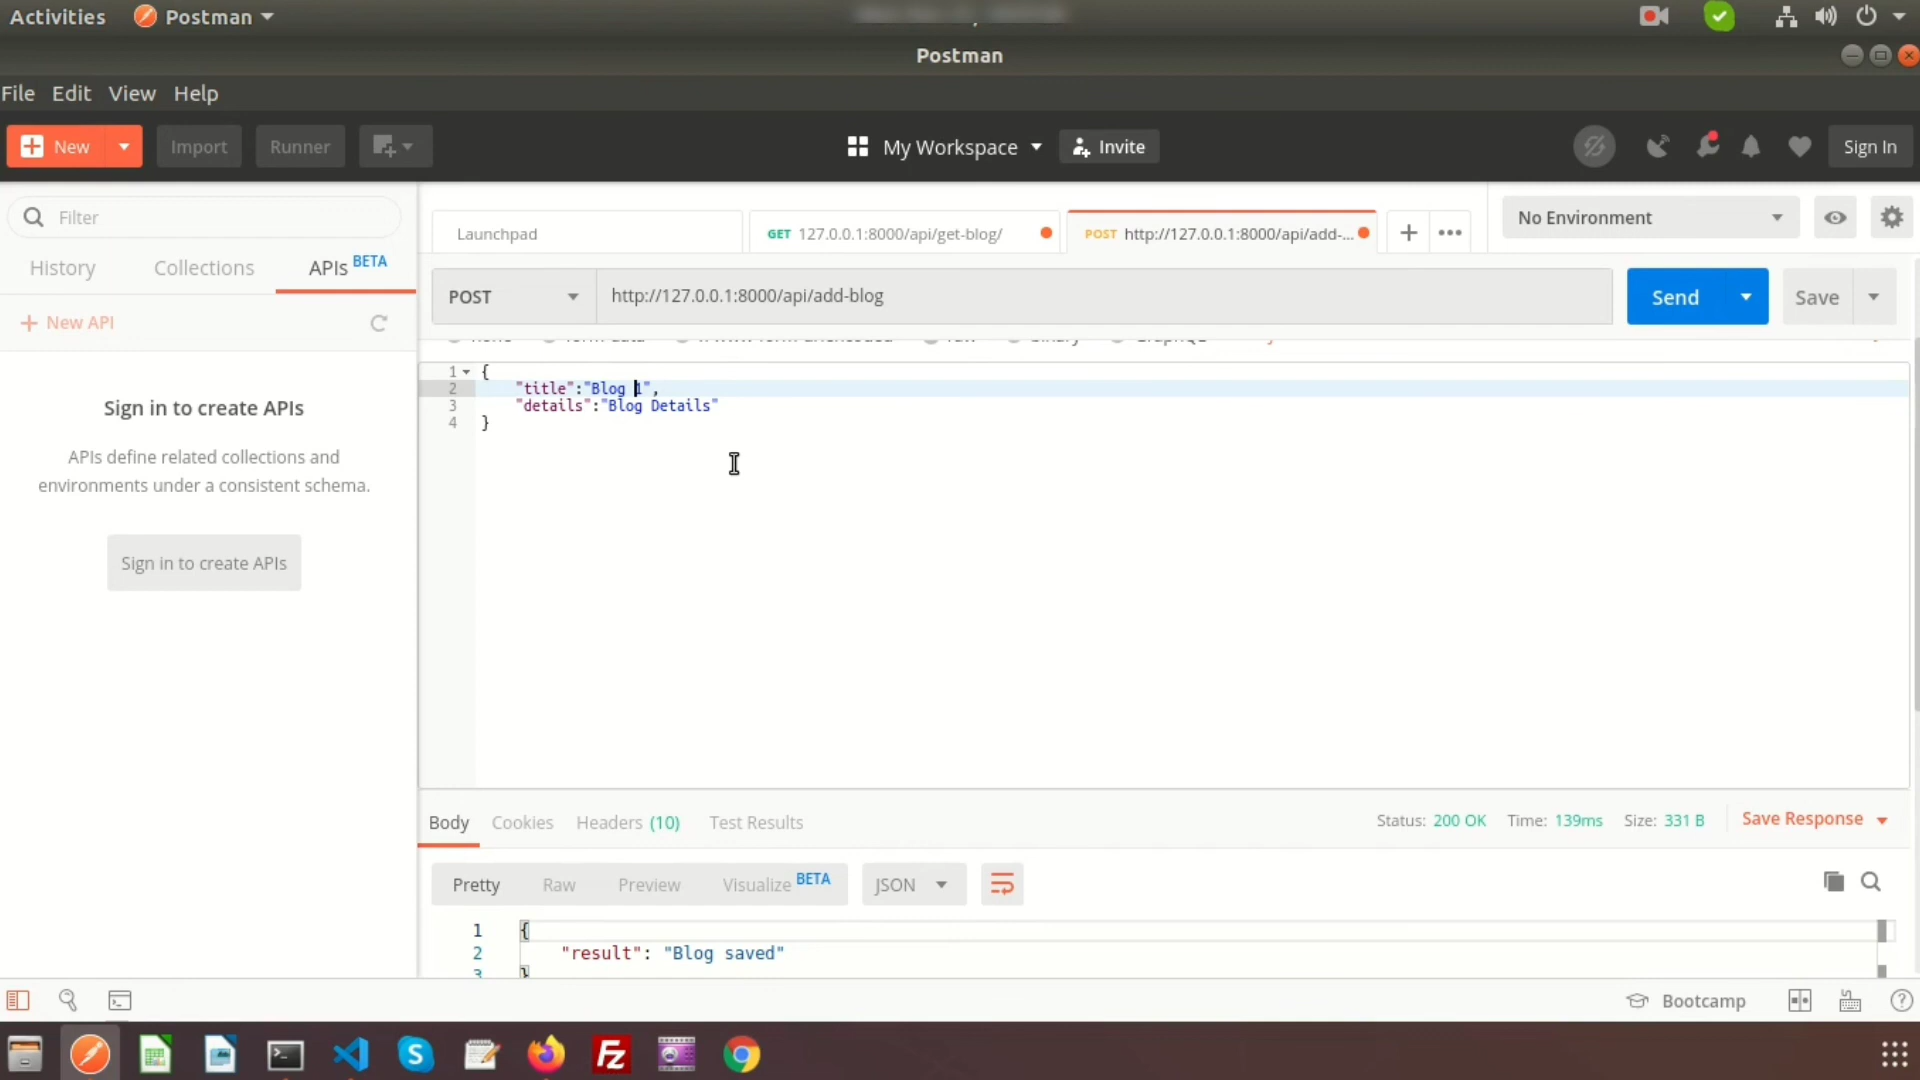 Activities Postman
Postman
File Edit View Help
New Import Runner My Workspace Invite Sign In
Filter
Launchpad GET 127.0.0.1:8000/api/get-blog/ POST http://127.0.0.1:8000/api/add-... + ••• No Environment
History Collections APIs BETA
POST http://127.0.0.1:8000/api/add-blog Send Save
+ New API
1 {
2 "title":"Blog 1",
3 "details":"Blog Details"
4 }
Sign in to create APIs
APIs define related collections and
environments under a consistent schema.
Sign in to create APIs
Body Cookies Headers (10) Test Results Status: 200 OK Time: 139ms Size: 331 B Save Response
Pretty Raw Preview Visualize BETA JSON
1 {
2 "result": "Blog saved"
3 }
Bootcamp